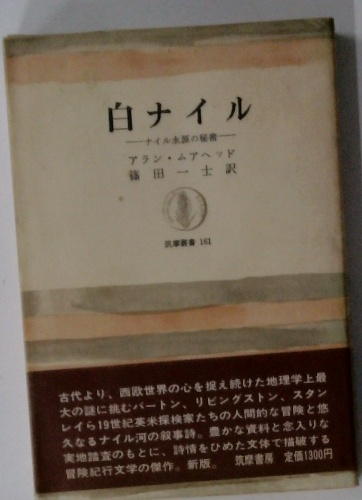 白ナイル
―ナイル水源の秘密―
アラン・ムアヘッド
篠田一士訳
筑摩叢書 161
古代より、西欧世界の心を捉え続けた地理学上最
大の謎に挑むバートン、リビングストン、スタン
レイら19世紀英米探検家たちの人間的な冒険と悠
久なるナイル河の叙事詩。豊かな資料と念入りな
実地踏査のもとに、詩情をひめた文体で描破する
冒険紀行文学の傑作。新版。 筑摩書房 定価1300円